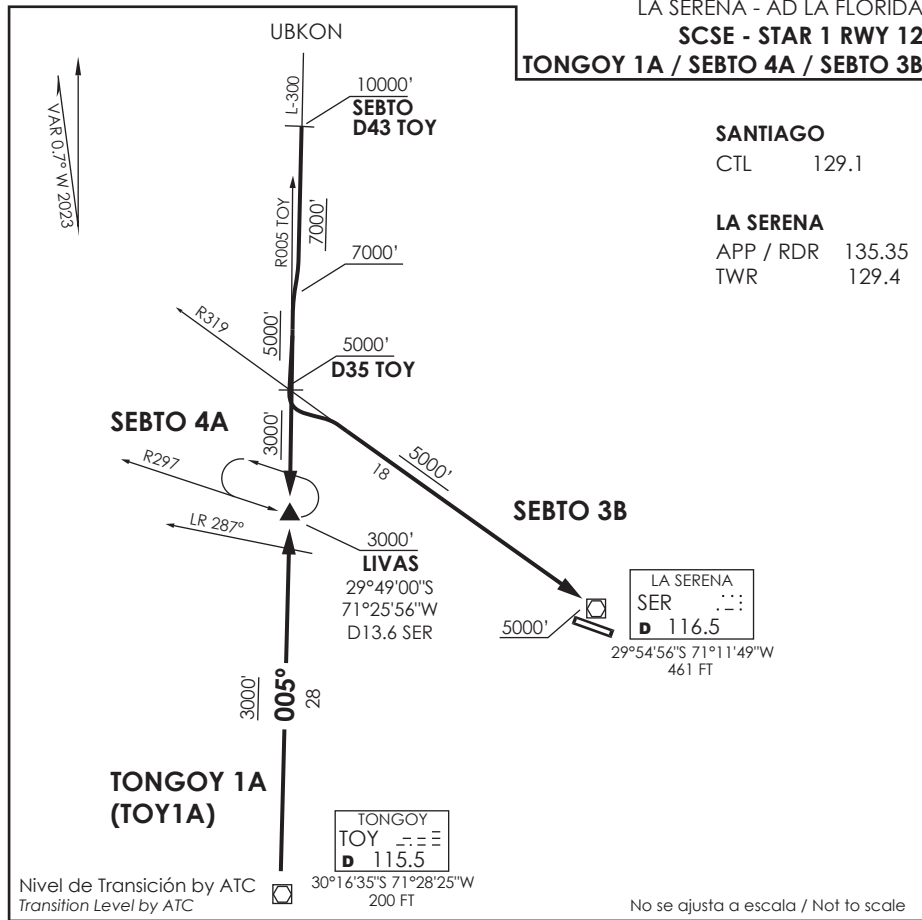 LA SERENA - AD LA FLORIDA
SCSE - STAR 1 RWY 12
TONGOY 1A / SEBTO 4A / SEBTO 3B
UBKON
VAR 0.7° W 2023
L-300
10000'
SEBTO
D43 TOY
SANTIAGO
CTL 129.1
LA SERENA
APP / RDR 135.35
TWR 129.4
R005 TOY
7000'
7000'
R319
5000'
5000'
D35 TOY
SEBTO 4A
3000'
R297
5000'
18
SEBTO 3B
LR 287°
3000'
LIVAS
29°49'00"S
71°25'56"W
D13.6 SER
5000'
LA SERENA
SER
D 116.5
29°54'56"S 71°11'49"W
461 FT
3000'
005°
28
TONGOY 1A
(TOY1A)
TONGOY
TOY
D 115.5
30°16'35"S 71°28'25"W
200 FT
Nivel de Transición by ATC
Transition Level by ATC
No se ajusta a escala / Not to scale